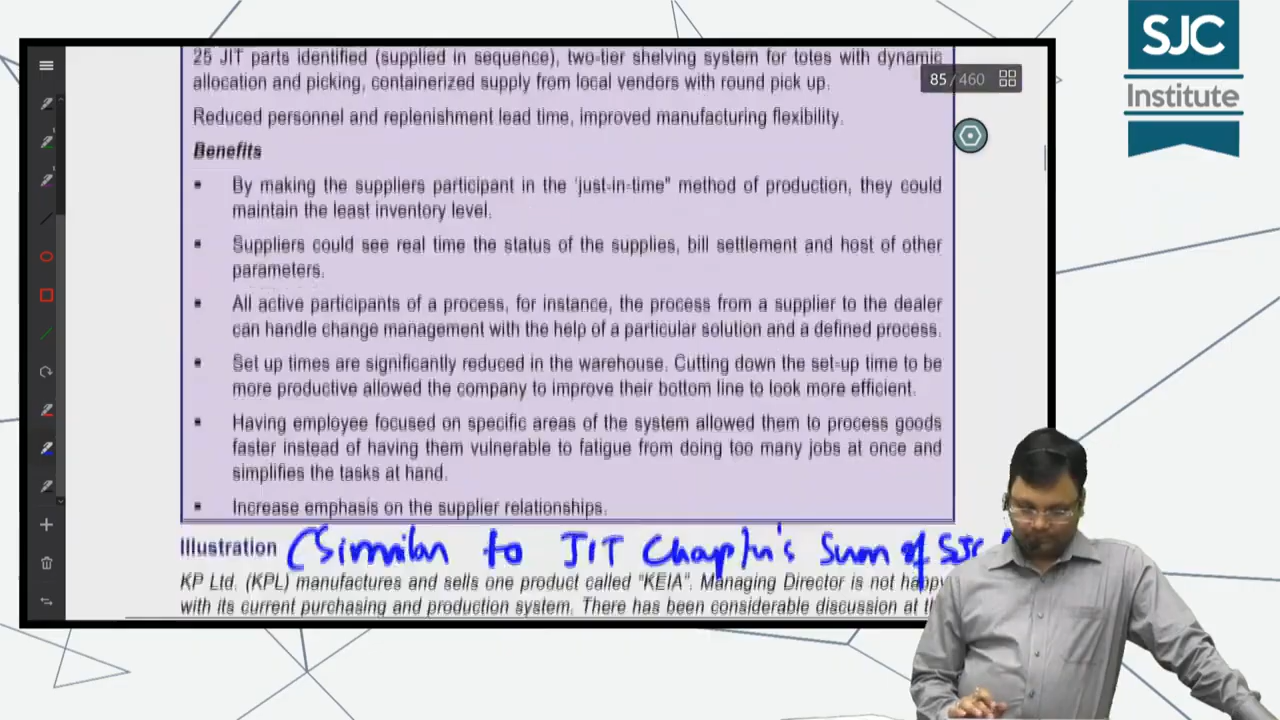 SJC
Institute
85/460
25 JIT parts identified (supplied in sequence), two-tier shelving system for totes with dynamic
allocation and picking, containerized supply from local vendors with round pick up.
Reduced personnel and replenishment lead time, improved manufacturing flexibility.
Benefits
By making the suppliers participant in the 'just-in-time" method of production, they could
maintain the least inventory level.
Suppliers could see real time the status of the supplies, bill settlement and host of other
parameters.
All active participants of a process, for instance, the process from a supplier to the dealer
can handle change management with the help of a particular solution and a defined process.
Set up times are significantly reduced in the warehouse. Cutting down the set-up time to be
more productive allowed the company to improve their bottom line to look more efficient.
Having employee focused on specific areas of the system allowed them to process goods
faster instead of having them vulnerable to fatigue from doing too many jobs at once and
simplifies the tasks at hand.
Increase emphasis on the supplier relationships.
Illustration (Similar to JIT Chapter's Sum of SJC
KP Ltd. (KPL) manufactures and sells one product called "KEIA". Managing Director is not happy
with its current purchasing and production system. There has been considerable discussion at